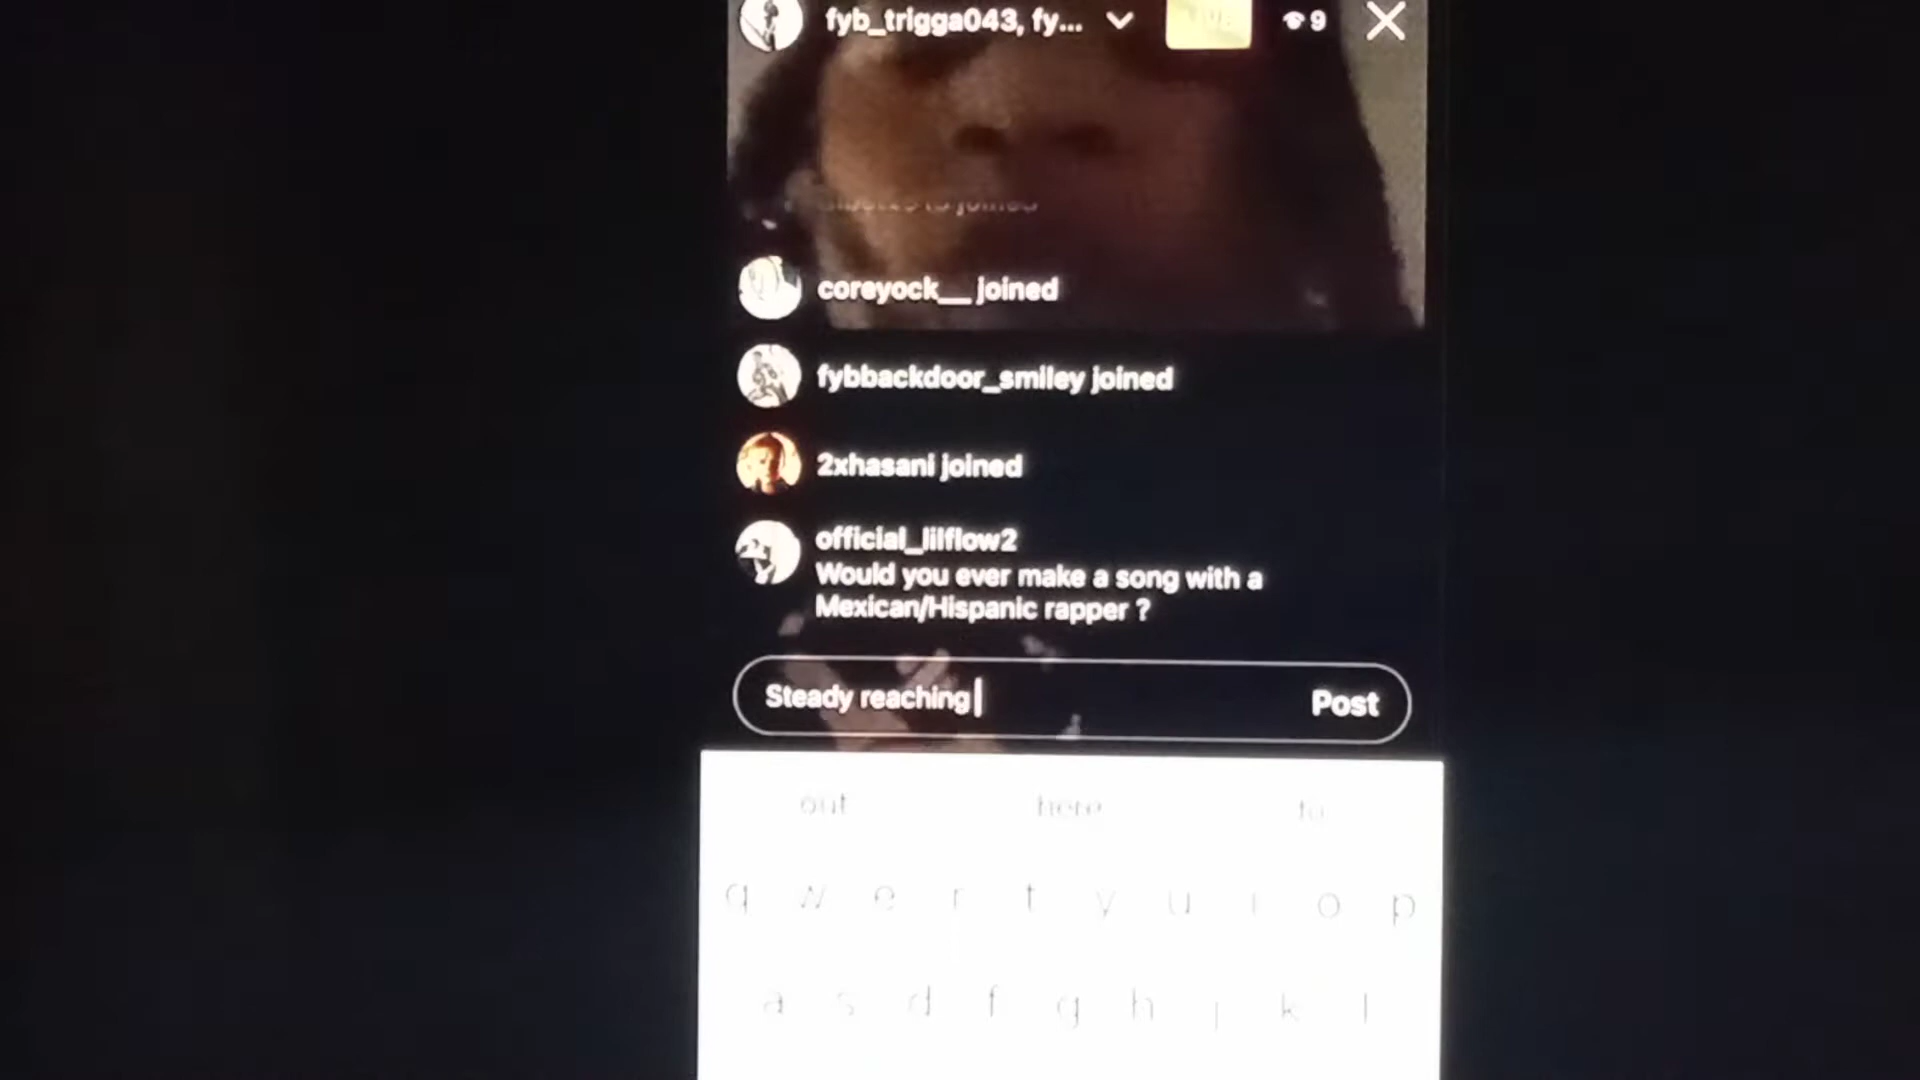 fyb_trigga043, fy...
9
joined
coreyock__ joined
fybbackdoor_smiley joined
2xhasani joined
official_lilflow2
Would you ever make a song with a
Mexican/Hispanic rapper ?
Steady reaching
Post
out here to
q w e r t y u i o p
a s d f g h j k l